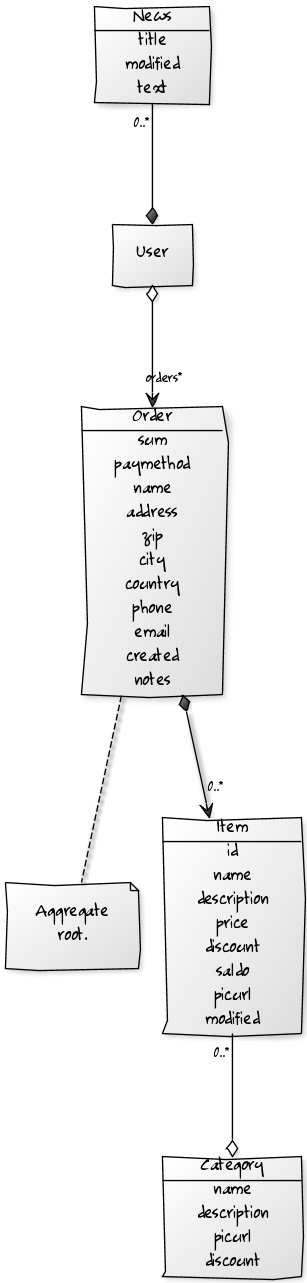 News
title
modified
text
0..*
User
orders*
Order
sum
paymethod
name
address
zip
city
country
phone
email
created
notes
0..*
Item
id
name
description
price
discount
saldo
picurl
modified
Aggregate
root.
0..*
Category
name
description
picurl
discount